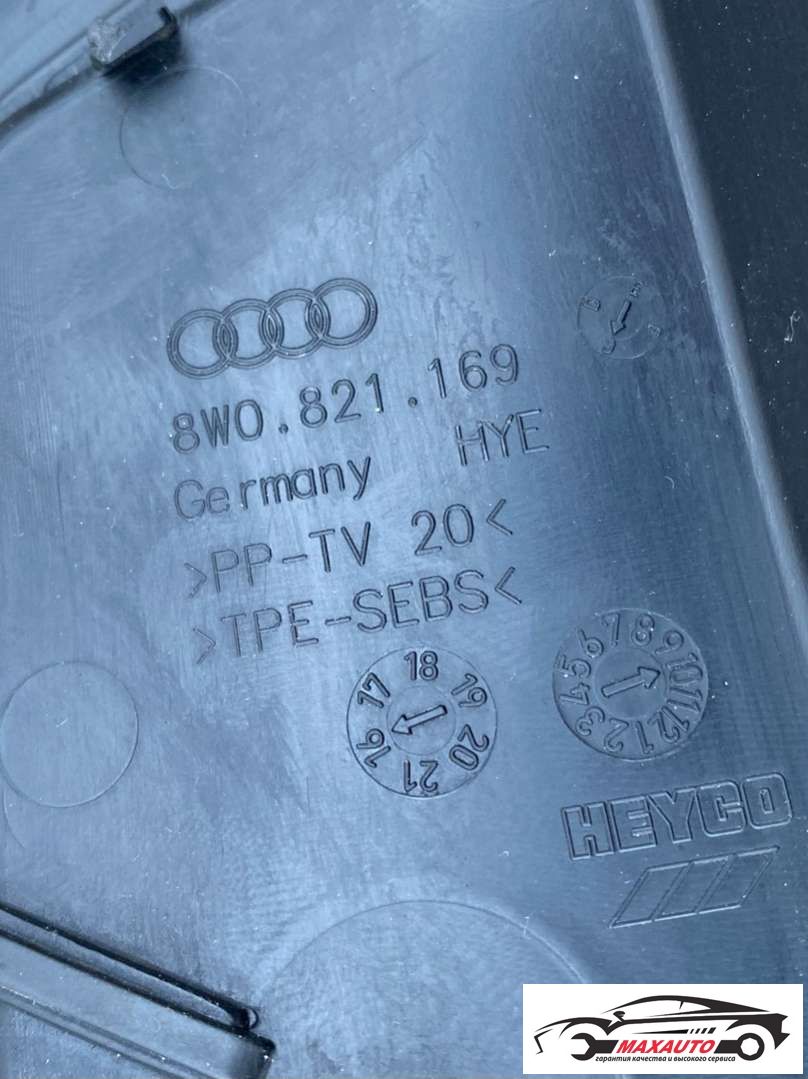 8W0.821.169
Germany HYE
>PP-TV 20<
>TPE-SEBS<
16 17 18 19 20 21
1 2 3 4 5 6 7 8 9 10 11 12
HEYCO
MAXAUTO
гарантия качества и высокого сервиса